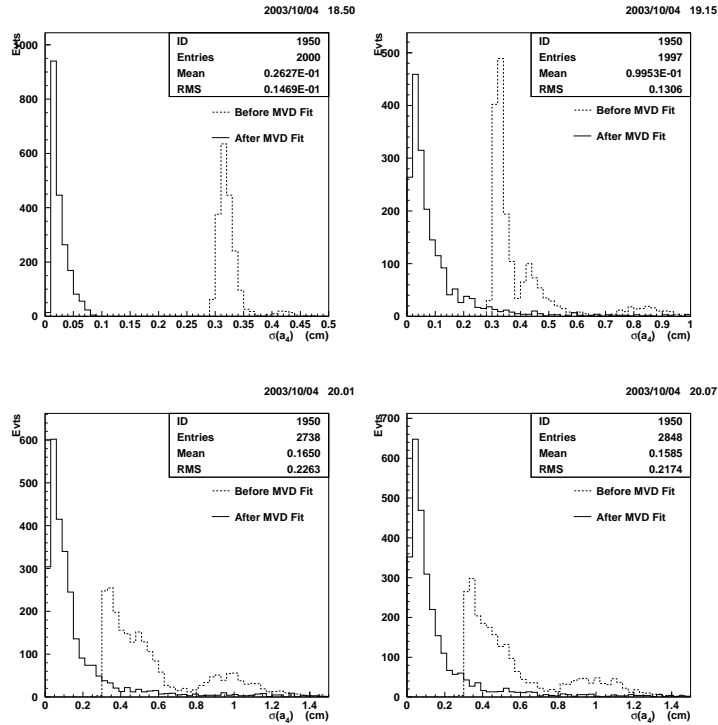 2003/10/04 18.50
Evts
ID 1950
Entries 2000
Mean 0.2627E-01
RMS 0.1469E-01
Before MVD Fit
After MVD Fit
1000
800
600
400
200
0
0 0.05 0.1 0.15 0.2 0.25 0.3 0.35 0.4 0.45 0.5
σ(a4) (cm)
2003/10/04 19.15
Evts
ID 1950
Entries 1997
Mean 0.9953E-01
RMS 0.1306
Before MVD Fit
After MVD Fit
500
400
300
200
100
0
0 0.1 0.2 0.3 0.4 0.5 0.6 0.7 0.8 0.9 1
σ(a4) (cm)
2003/10/04 20.01
Evts
ID 1950
Entries 2738
Mean 0.1650
RMS 0.2263
Before MVD Fit
After MVD Fit
600
500
400
300
200
100
0
0 0.2 0.4 0.6 0.8 1 1.2 1.4
σ(a4) (cm)
2003/10/04 20.07
Evts
ID 1950
Entries 2848
Mean 0.1585
RMS 0.2174
Before MVD Fit
After MVD Fit
700
600
500
400
300
200
100
0
0 0.2 0.4 0.6 0.8 1 1.2 1.4
σ(a4) (cm)